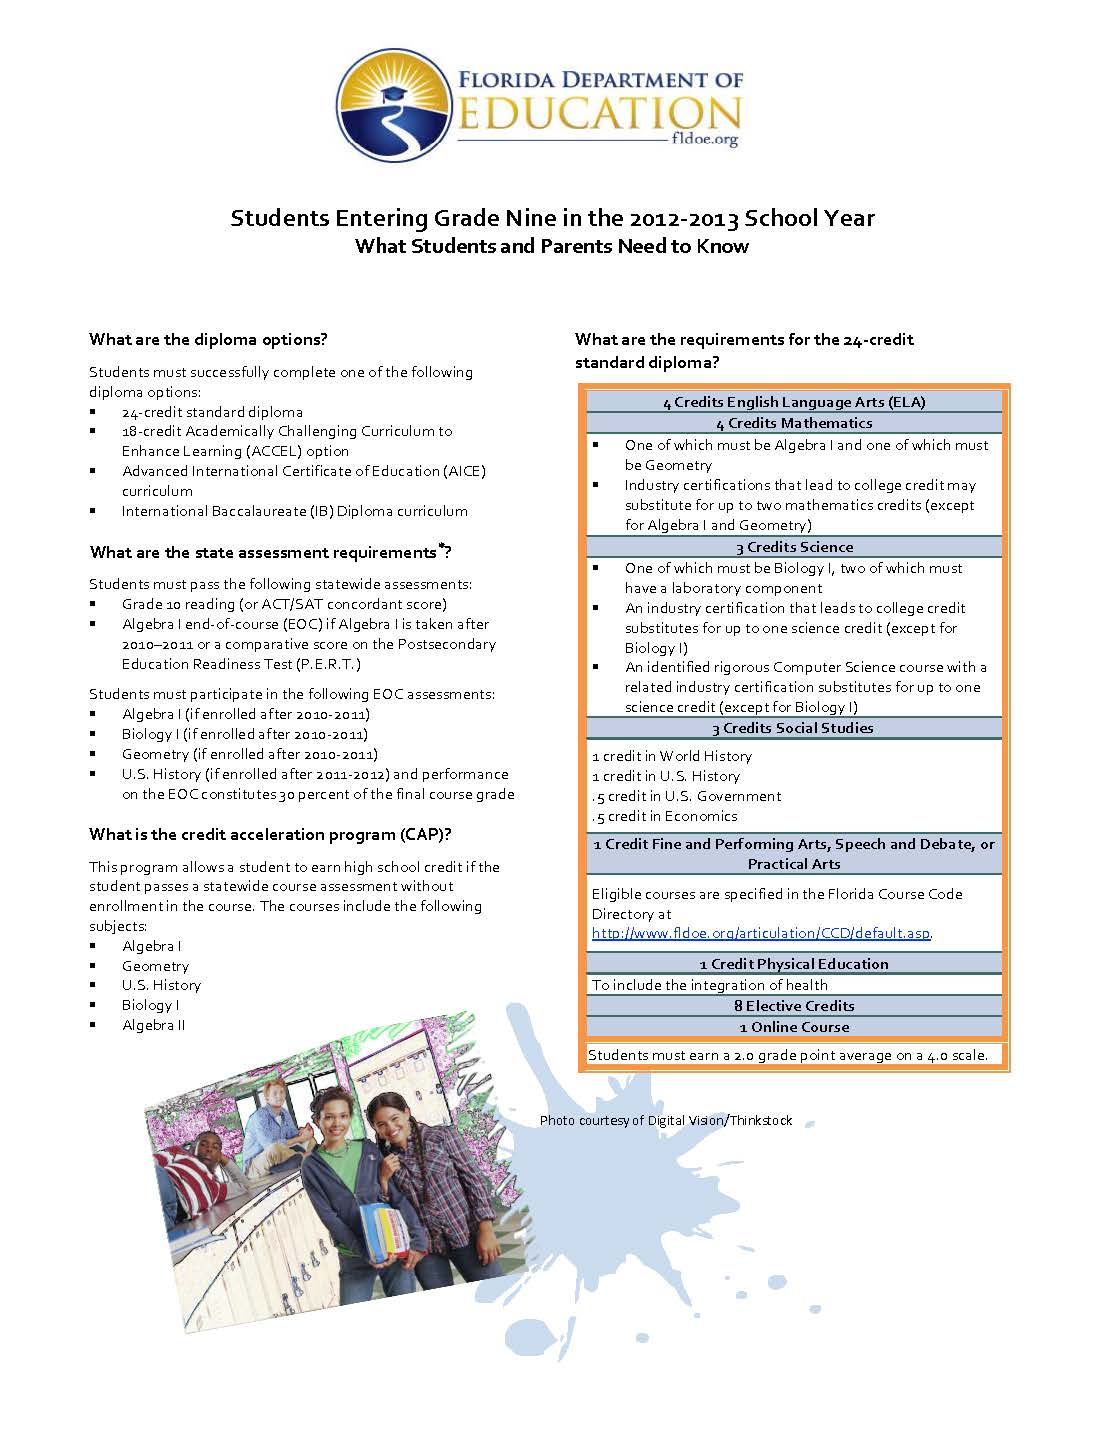 FLORIDA DEPARTMENT OF
EDUCATION
fldoe.org
Students Entering Grade Nine in the 2012-2013 School Year
What Students and Parents Need to Know
What are the diploma options?
Students must successfully complete one of the following
diploma options:
▪ 24-credit standard diploma
▪ 18-credit Academically Challenging Curriculum to
Enhance Learning (ACCEL) option
▪ Advanced International Certificate of Education (AICE)
curriculum
▪ International Baccalaureate (IB) Diploma curriculum
What are the state assessment requirements*?
Students must pass the following statewide assessments:
▪ Grade 10 reading (or ACT/SAT concordant score)
▪ Algebra I end-of-course (EOC) if Algebra I is taken after
2010–2011 or a comparative score on the Postsecondary
Education Readiness Test (P.E.R.T.)
Students must participate in the following EOC assessments:
▪ Algebra I (if enrolled after 2010-2011)
▪ Biology I (if enrolled after 2010-2011)
▪ Geometry (if enrolled after 2010-2011)
▪ U.S. History (if enrolled after 2011-2012) and performance
on the EOC constitutes 30 percent of the final course grade
What is the credit acceleration program (CAP)?
This program allows a student to earn high school credit if the
student passes a statewide course assessment without
enrollment in the course. The courses include the following
subjects:
▪ Algebra I
▪ Geometry
▪ U.S. History
▪ Biology I
▪ Algebra II
What are the requirements for the 24-credit
standard diploma?
4 Credits English Language Arts (ELA)
4 Credits Mathematics
▪ One of which must be Algebra I and one of which must
be Geometry
▪ Industry certifications that lead to college credit may
substitute for up to two mathematics credits (except
for Algebra I and Geometry)
3 Credits Science
▪ One of which must be Biology I, two of which must
have a laboratory component
▪ An industry certification that leads to college credit
substitutes for up to one science credit (except for
Biology I)
▪ An identified rigorous Computer Science course with a
related industry certification substitutes for up to one
science credit (except for Biology I)
3 Credits Social Studies
1 credit in World History
1 credit in U.S. History
.5 credit in U.S. Government
.5 credit in Economics
1 Credit Fine and Performing Arts, Speech and Debate, or
Practical Arts
Eligible courses are specified in the Florida Course Code
Directory at
http://www.fldoe.org/articulation/CCD/default.asp.
1 Credit Physical Education
To include the integration of health
8 Elective Credits
1 Online Course
Students must earn a 2.0 grade point average on a 4.0 scale.
Photo courtesy of Digital Vision/Thinkstock